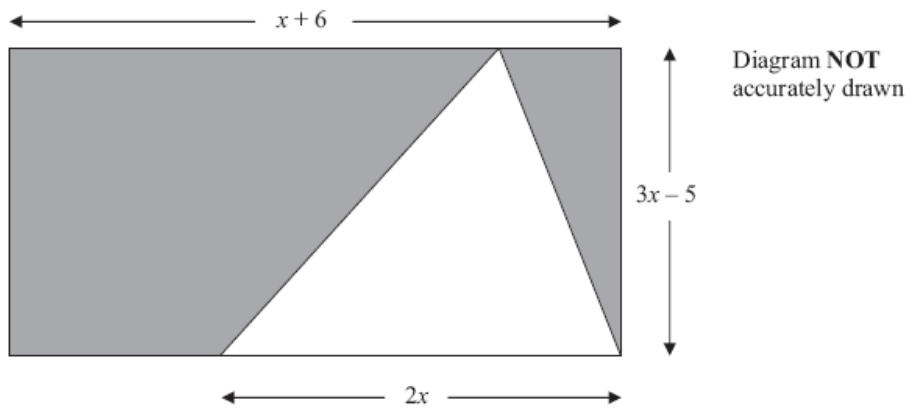 x + 6
Diagram NOT
accurately drawn
3x – 5
2x